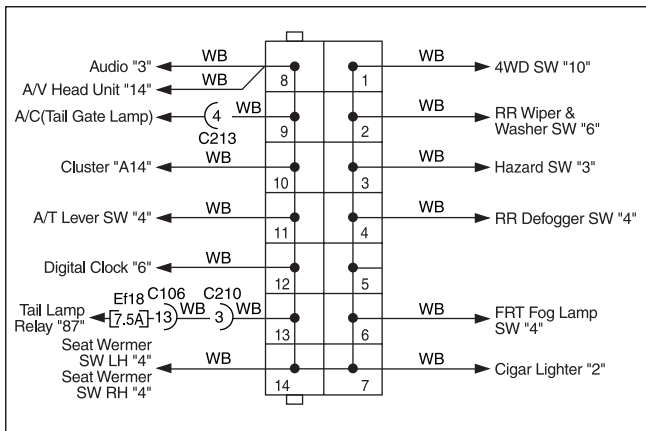 Audio "3"
WB
8
1
WB
4WD SW "10"
A/V Head Unit "14"
WB
A/C(Tail Gate Lamp)
4
C213
WB
9
2
WB
RR Wiper &
Washer SW "6"
Cluster "A14"
WB
10
3
WB
Hazard SW "3"
A/T Lever SW "4"
WB
11
4
WB
RR Defogger SW "4"
Digital Clock "6"
WB
12
5
Tail Lamp
Relay "87"
Ef18
7.5A
C106
13
WB
C210
3
WB
13
6
WB
FRT Fog Lamp
SW "4"
Seat Wermer
SW LH "4"
Seat Wermer
SW RH "4"
WB
14
7
WB
Cigar Lighter "2"